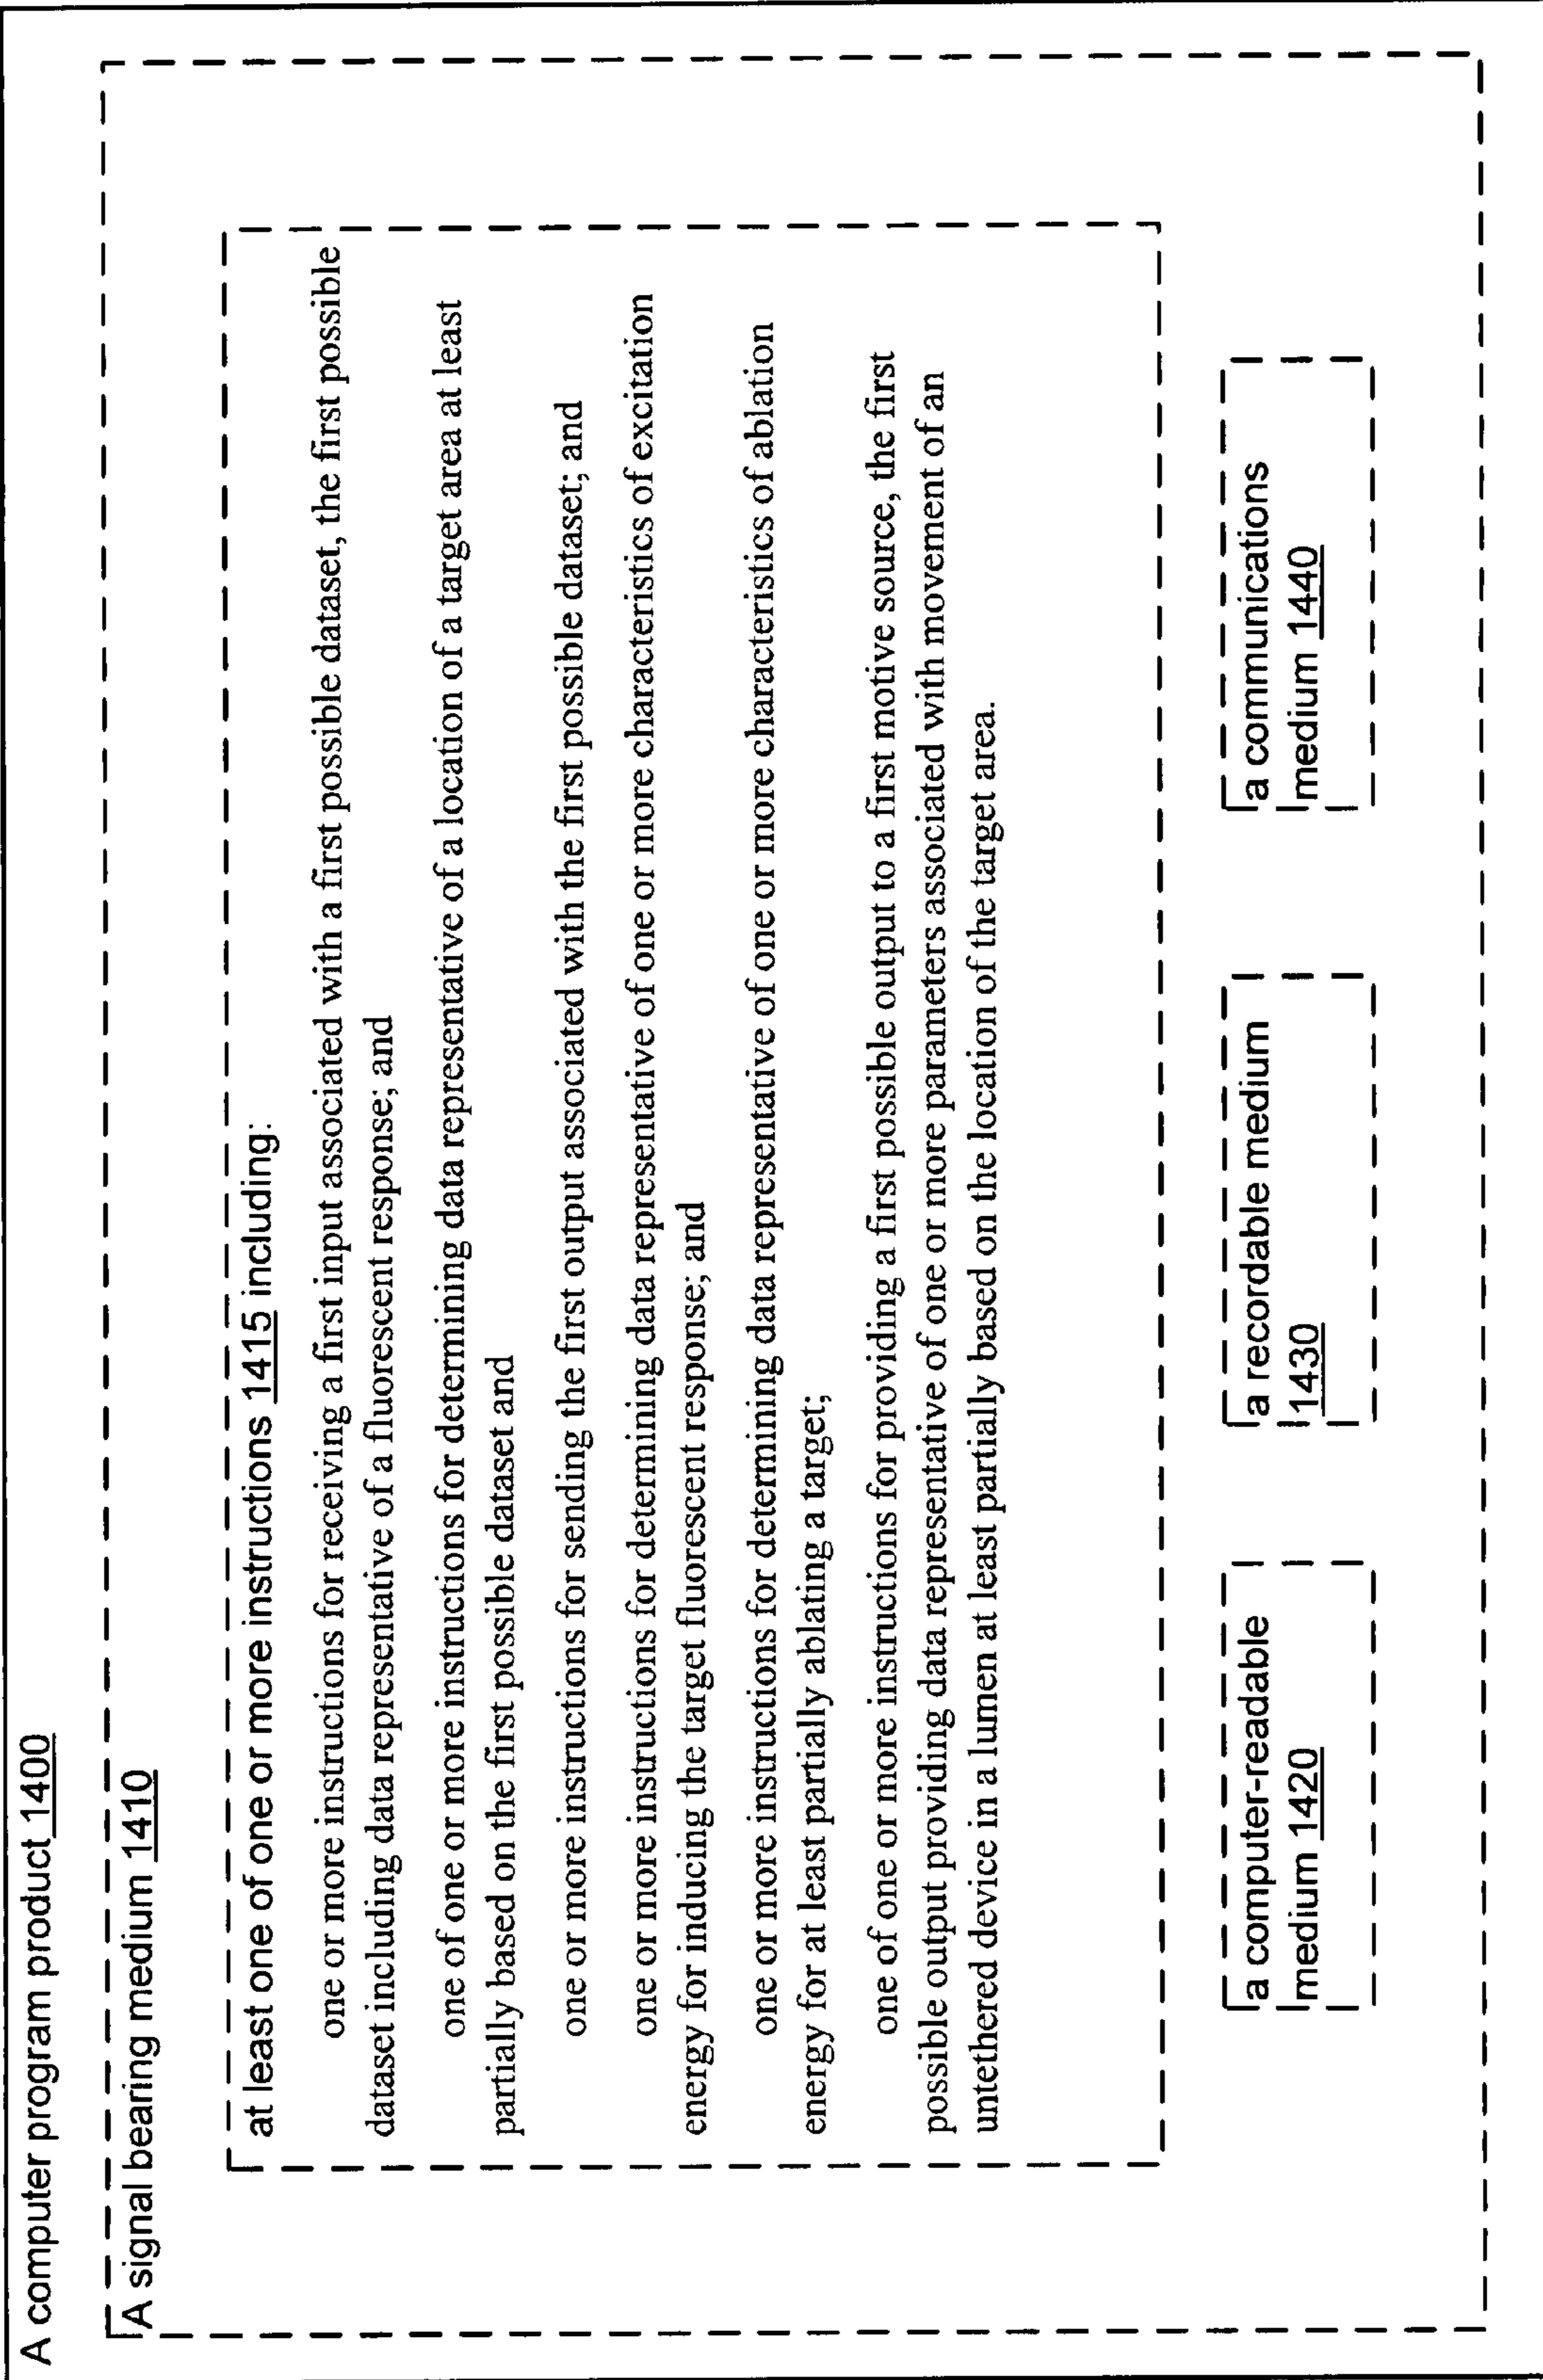 A computer program product 1400
A signal bearing medium 1410
at least one of one or more instructions 1415 including:
one or more instructions for receiving a first input associated with a first possible dataset, the first possible
dataset including data representative of a fluorescent response; and
one of one or more instructions for determining data representative of a location of a target area at least
partially based on the first possible dataset and
one or more instructions for sending the first output associated with the first possible dataset; and
one or more instructions for determining data representative of one or more characteristics of excitation
energy for inducing the target fluorescent response; and
one or more instructions for determining data representative of one or more characteristics of ablation
energy for at least partially ablating a target;
one of one or more instructions for providing a first possible output to a first motive source, the first
possible output providing data representative of one or more parameters associated with movement of an
untethered device in a lumen at least partially based on the location of the target area.
a computer-readable
medium 1420
a recordable medium
1430
a communications
medium 1440